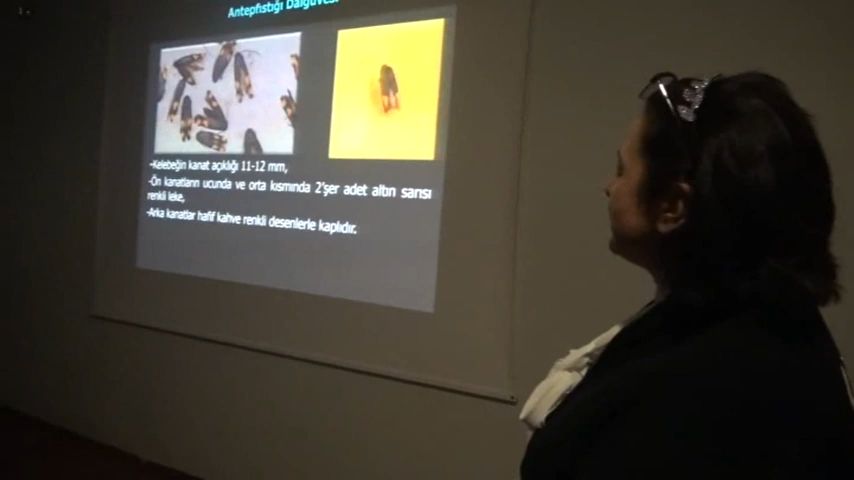 Antepfıstığı Dalgüvesi
-Kelebeğin kanat açıklığı 11-12 mm,
-Ön kanatların ucunda ve orta kısmında 2'şer adet altın sarısı
renkli leke,
-Arka kanatlar hafif kahve renkli desenlerle kaplıdır.